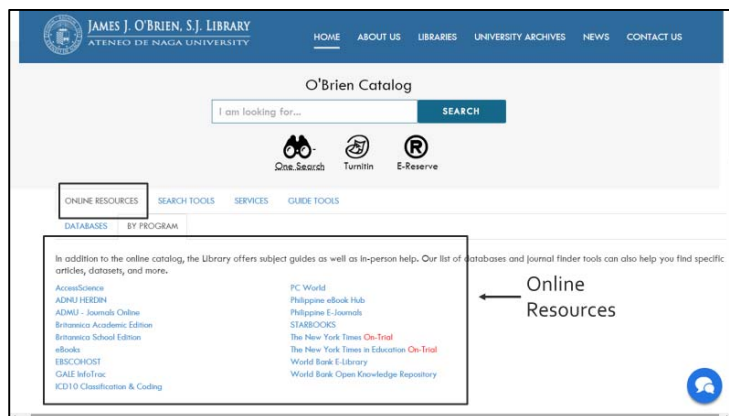 JAMES J. O'BRIEN, S.J. LIBRARY
ATENEO DE NAGA UNIVERSITY
HOME ABOUT US LIBRARIES UNIVERSITY ARCHIVES NEWS CONTACT US
O'Brien Catalog
I am looking for... SEARCH
R
One Search Turnitin E-Reserve
ONLINE RESOURCES SEARCH TOOLS SERVICES GUIDE TOOLS
DATABASES BY PROGRAM
In addition to the online catalog, the Library offers subject guides as well as in-person help. Our list of databases and journal finder tools can also help you find specific
articles, datasets, and more.
AccessScience
ADNU HERDIN
ADMU - Journals Online
Britannica Academic Edition
Britannica School Edition
eBooks
EBSCOHOST
GALE InfoTrac
ICD10 Classification & Coding
PC World
Philippine eBook Hub
Philippine E-Journals
STARBOOKS
The New York Times On-Trial
The New York Times in Education On-Trial
World Bank E-Library
World Bank Open Knowledge Repository
Online
Resources